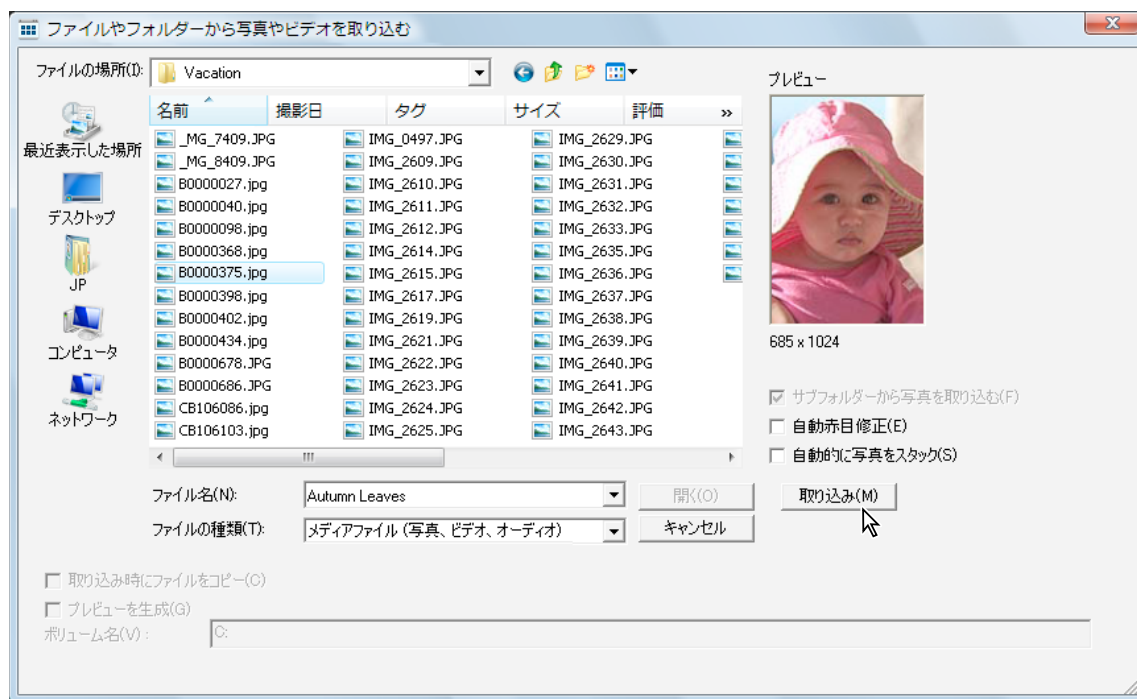 ファイルやフォルダーから写真やビデオを取り込む
ファイルの場所(I): Vacation
プレビュー
最近表示した場所
デスクトップ
JP
コンピュータ
ネットワーク
名前 撮影日 タグ サイズ 評価 »
_MG_7409.JPG IMG_0497.JPG IMG_2629.JPG
_MG_8409.JPG IMG_2609.JPG IMG_2630.JPG
B0000027.jpg IMG_2610.JPG IMG_2631.JPG
B0000040.jpg IMG_2611.JPG IMG_2632.JPG
B0000098.jpg IMG_2612.JPG IMG_2633.JPG
B0000368.jpg IMG_2614.JPG IMG_2635.JPG
B0000375.jpg IMG_2615.JPG IMG_2636.JPG
B0000398.jpg IMG_2617.JPG IMG_2637.JPG
B0000402.jpg IMG_2619.JPG IMG_2638.JPG
B0000434.jpg IMG_2621.JPG IMG_2639.JPG
B0000678.JPG IMG_2622.JPG IMG_2640.JPG
B0000686.JPG IMG_2623.JPG IMG_2641.JPG
CB106086.jpg IMG_2624.JPG IMG_2642.JPG
CB106103.jpg IMG_2625.JPG IMG_2643.JPG
685 x 1024
サブフォルダーから写真を取り込む(F)
自動赤目修正(E)
自動的に写真をスタック(S)
ファイル名(N): Autumn Leaves 開く(O) 取り込み(M)
ファイルの種類(T): メディアファイル (写真、ビデオ、オーディオ) キャンセル
取り込み時にファイルをコピー(C)
プレビューを生成(G)
ボリューム名(V) : C: